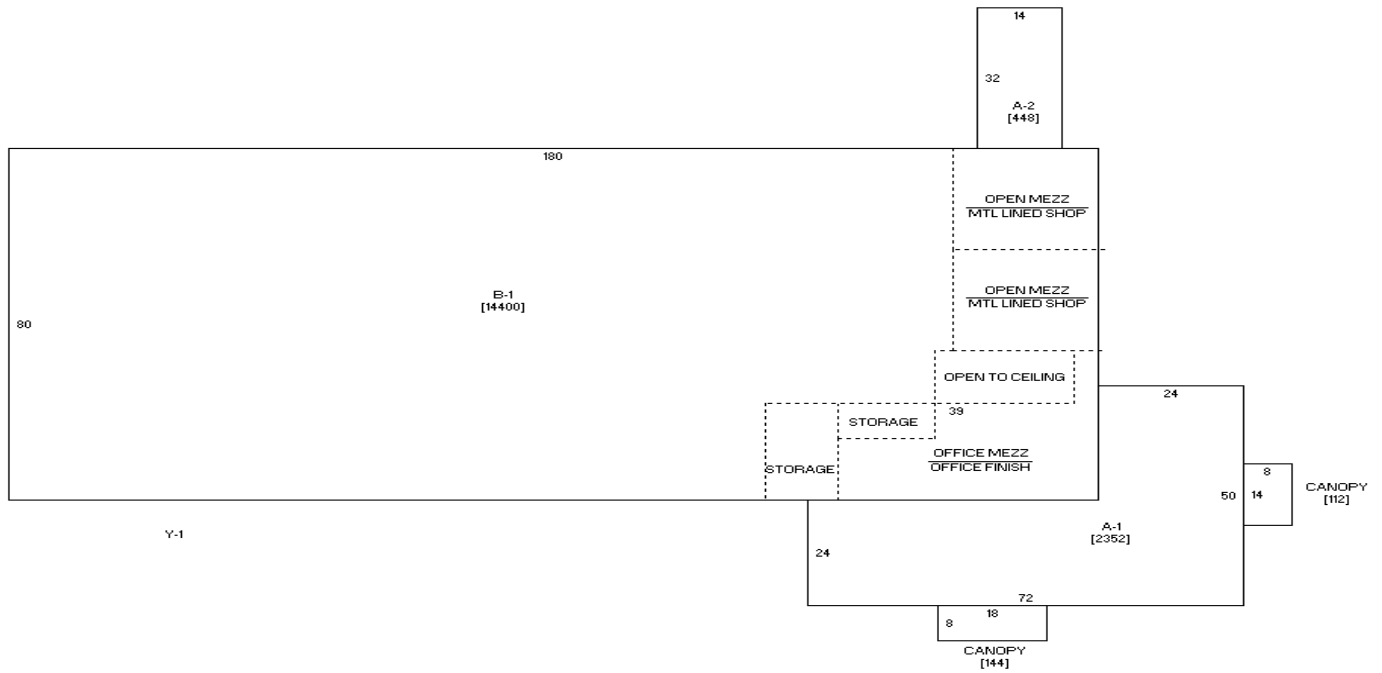 14
32
A-2
[448]
180
OPEN MEZZ
MTL LINED SHOP
B-1
[14400]
OPEN MEZZ
MTL LINED SHOP
80
OPEN TO CEILING
24
39
STORAGE
OFFICE MEZZ
OFFICE FINISH
STORAGE
8
14
CANOPY
[112]
50
Y-1
A-1
[2352]
24
72
18
8
CANOPY
[144]